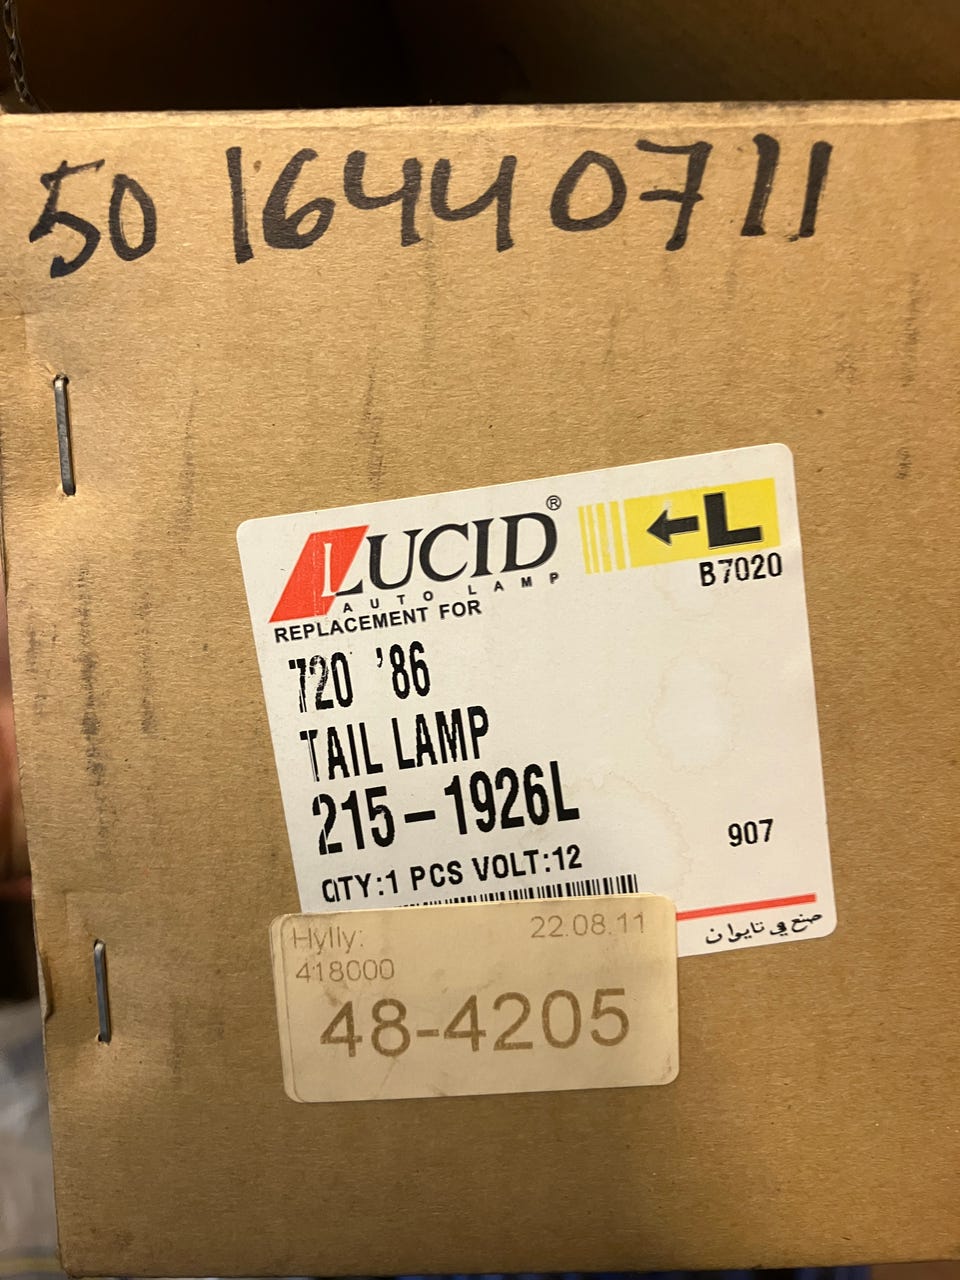 50 16440711
LUCID®
AUTO LAMP
←L
B7020
REPLACEMENT FOR
720 '86
TAIL LAMP
215-1926L
907
QTY:1 PCS VOLT:12
صنع في تايوان
Hylly: 22.08.11
418000
48-4205